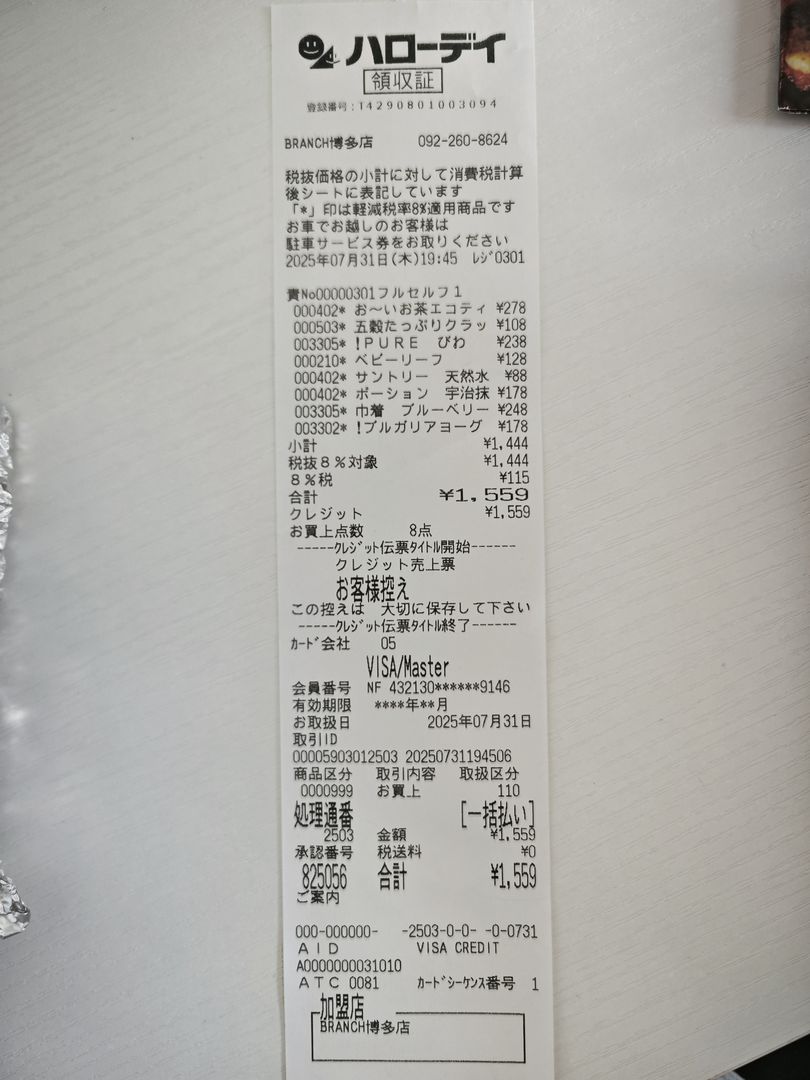 ハローデイ
領収証
登録番号：T4290801003094
BRANCH博多店　092-260-8624
税抜価格の小計に対して消費税計算
後シートに表記しています
「*」印は軽減税率8%適用商品です
お車でお越しのお客様は
駐車サービス券をお取りください
2025年07月31日(木)19:45　ﾚｼﾞ0301
責No00000301フルセルフ1
000402* お～いお茶エコティ ¥278
000503* 五穀たっぷりクラッ ¥108
003305* !ＰＵＲＥ　びわ ¥238
000210* ベビーリーフ ¥128
000402* サントリー　天然水 ¥88
000402* ポーション　宇治抹 ¥178
003305* 巾着　ブルーベリー ¥248
003302* !ブルガリアヨーグ ¥178
小計 ¥1,444
税抜８％対象 ¥1,444
８％税 ¥115
合計 ¥1,559
クレジット ¥1,559
お買上点数　8点
-----ｸﾚｼﾞｯﾄ伝票ﾀｲﾄﾙ開始------
クレジット売上票
お客様控え
この控えは　大切に保存して下さい
-----ｸﾚｼﾞｯﾄ伝票ﾀｲﾄﾙ終了------
ｶｰﾄﾞ会社　05
VISA/Master
会員番号　NF 432130******9146
有効期限　****年**月
お取扱日　2025年07月31日
取引ID
00005903012503 20250731194506
商品区分　取引内容　取扱区分
0000999　お買上　110
処理通番　[一括払い]
2503　金額　¥1,559
承認番号　税送料　¥0
825056　合計　¥1,559
ご案内
000-000000-　-2503-0-0-　-0-0731
ＡＩＤ　VISA CREDIT
A0000000031010
ＡＴＣ 0081　ｶｰﾄﾞｼｰｹﾝｽ番号　1
加盟店
BRANCH博多店